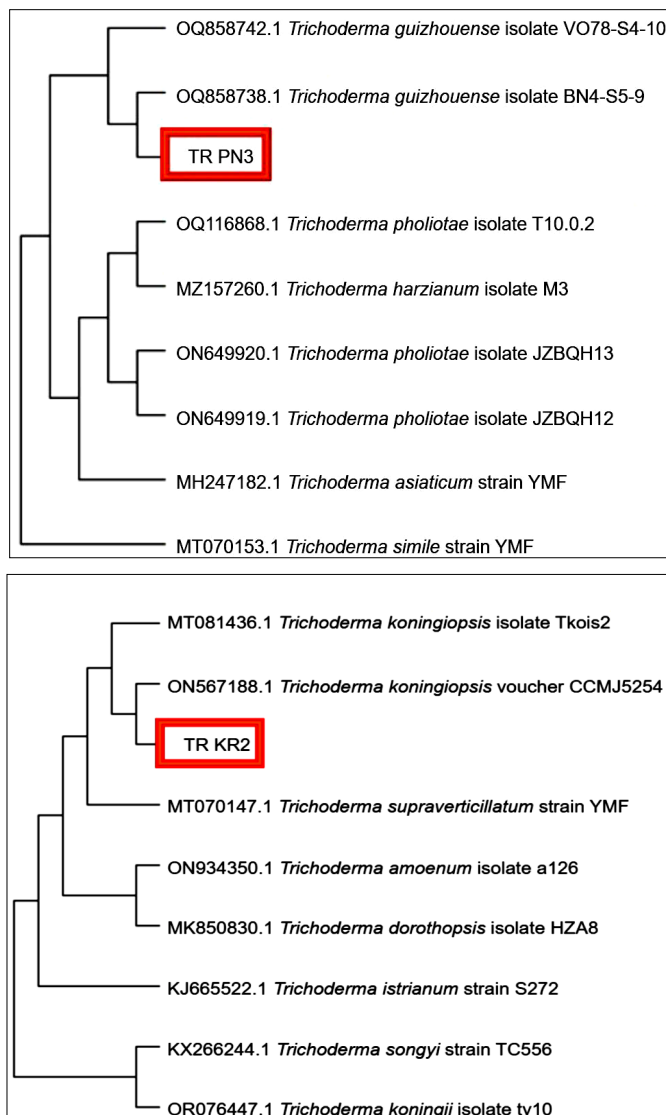 OQ858742.1 Trichoderma guizhouense isolate VO78-S4-10
OQ858738.1 Trichoderma guizhouense isolate BN4-S5-9
TR PN3
OQ116868.1 Trichoderma pholiotae isolate T10.0.2
MZ157260.1 Trichoderma harzianum isolate M3
ON649920.1 Trichoderma pholiotae isolate JZBQH13
ON649919.1 Trichoderma pholiotae isolate JZBQH12
MH247182.1 Trichoderma asiaticum strain YMF
MT070153.1 Trichoderma simile strain YMF
MT081436.1 Trichoderma koningiopsis isolate Tkois2
ON567188.1 Trichoderma koningiopsis voucher CCMJ5254
TR KR2
MT070147.1 Trichoderma supraverticillatum strain YMF
ON934350.1 Trichoderma amoenum isolate a126
MK850830.1 Trichoderma dorothopsis isolate HZA8
KJ665522.1 Trichoderma istrianum strain S272
KX266244.1 Trichoderma songyi strain TC556
OR076447.1 Trichoderma koningii isolate ty10